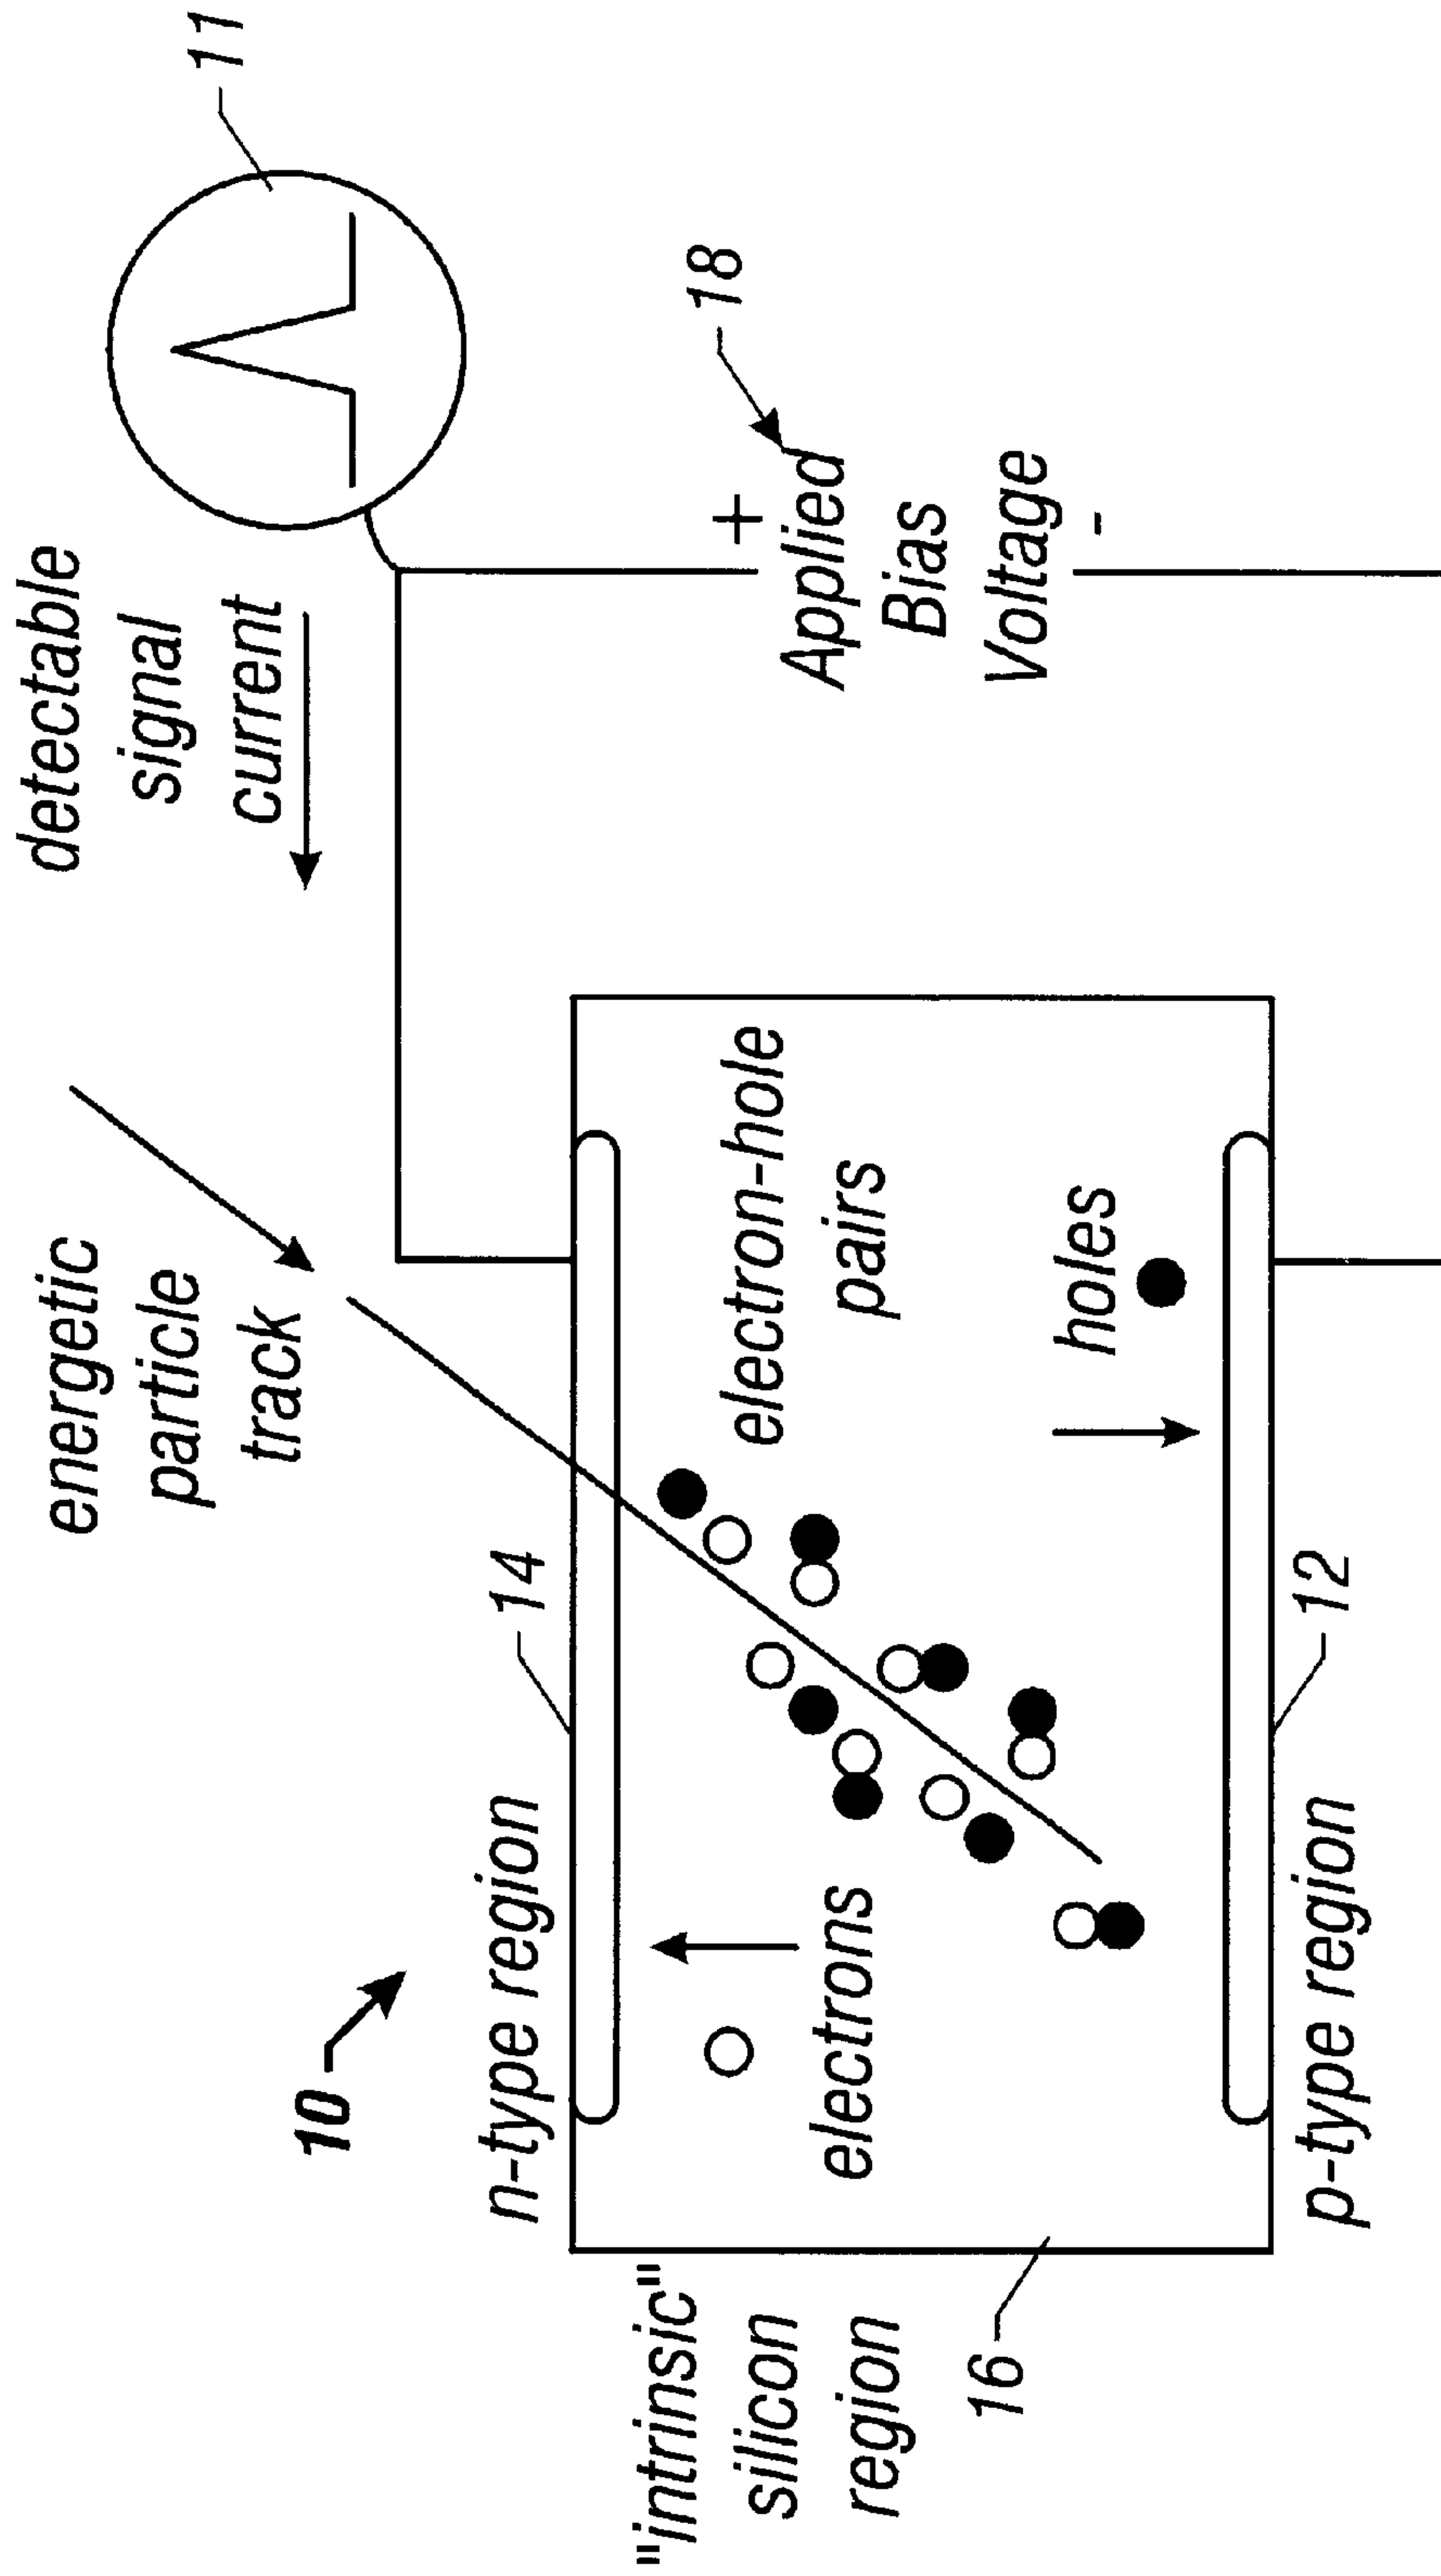 detectable
signal
current
11
energetic
particle
track
10
n-type region
14
+
18
Applied
Bias
Voltage
-
"intrinsic"
silicon
region
16
electrons
electron-hole
pairs
holes
p-type region
12